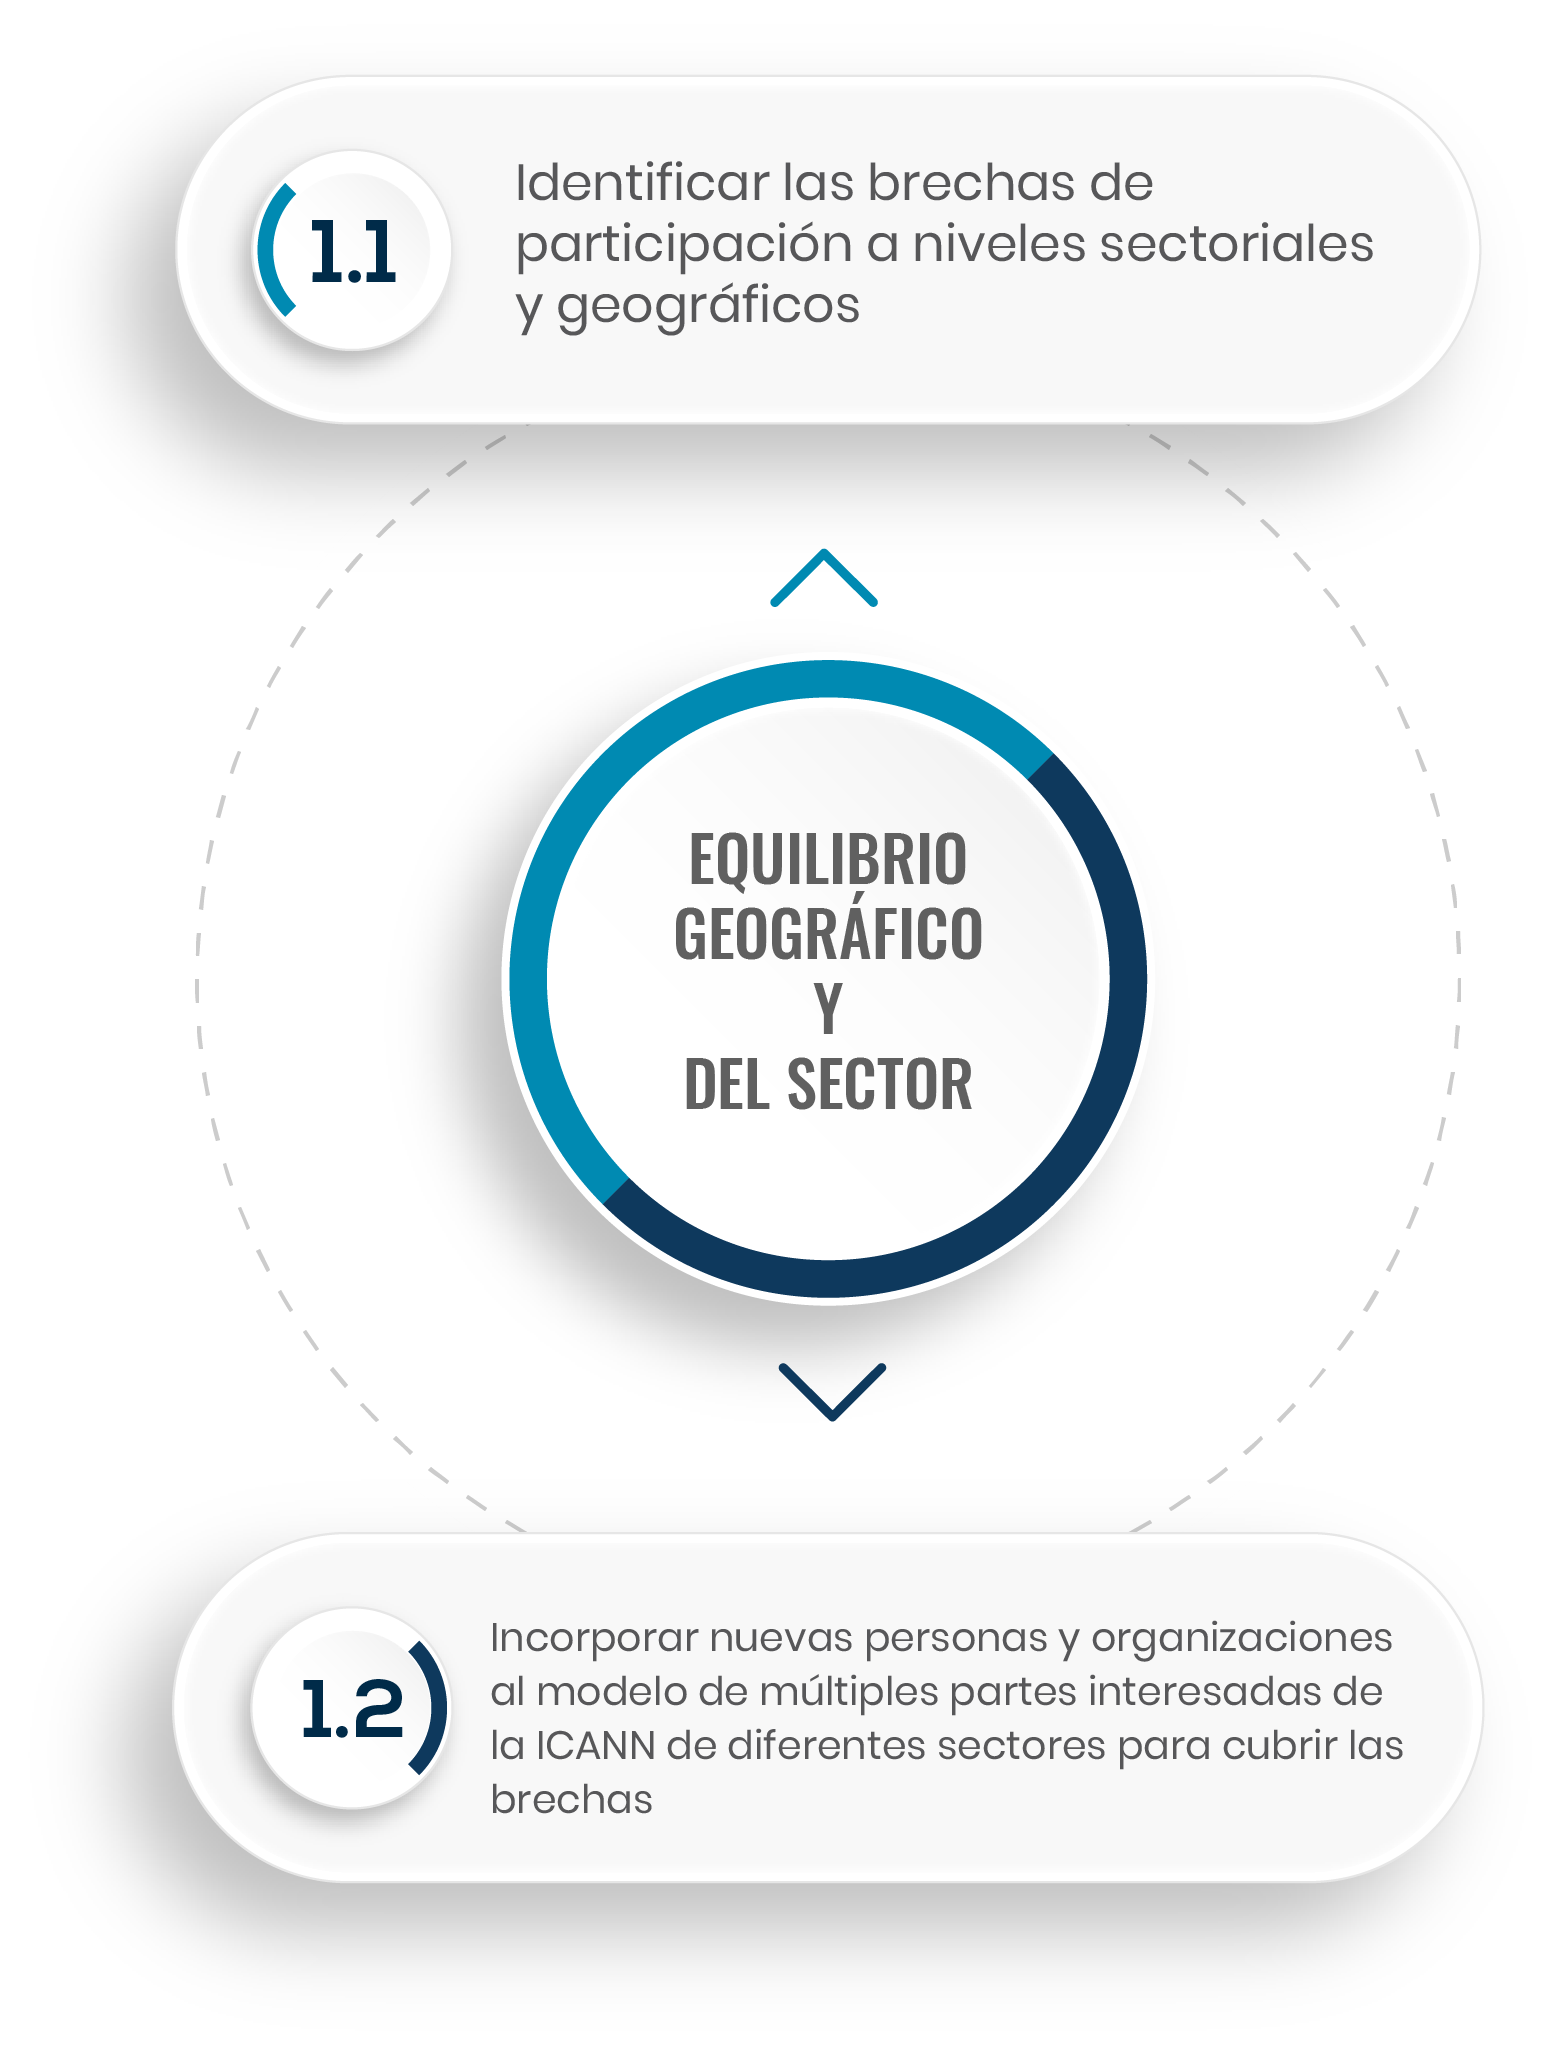 1.1
Identificar las brechas de
participación a niveles sectoriales
y geográficos
EQUILIBRIO
GEOGRÁFICO
Y
DEL SECTOR
1.2
Incorporar nuevas personas y organizaciones
al modelo de múltiples partes interesadas de
la ICANN de diferentes sectores para cubrir las
brechas